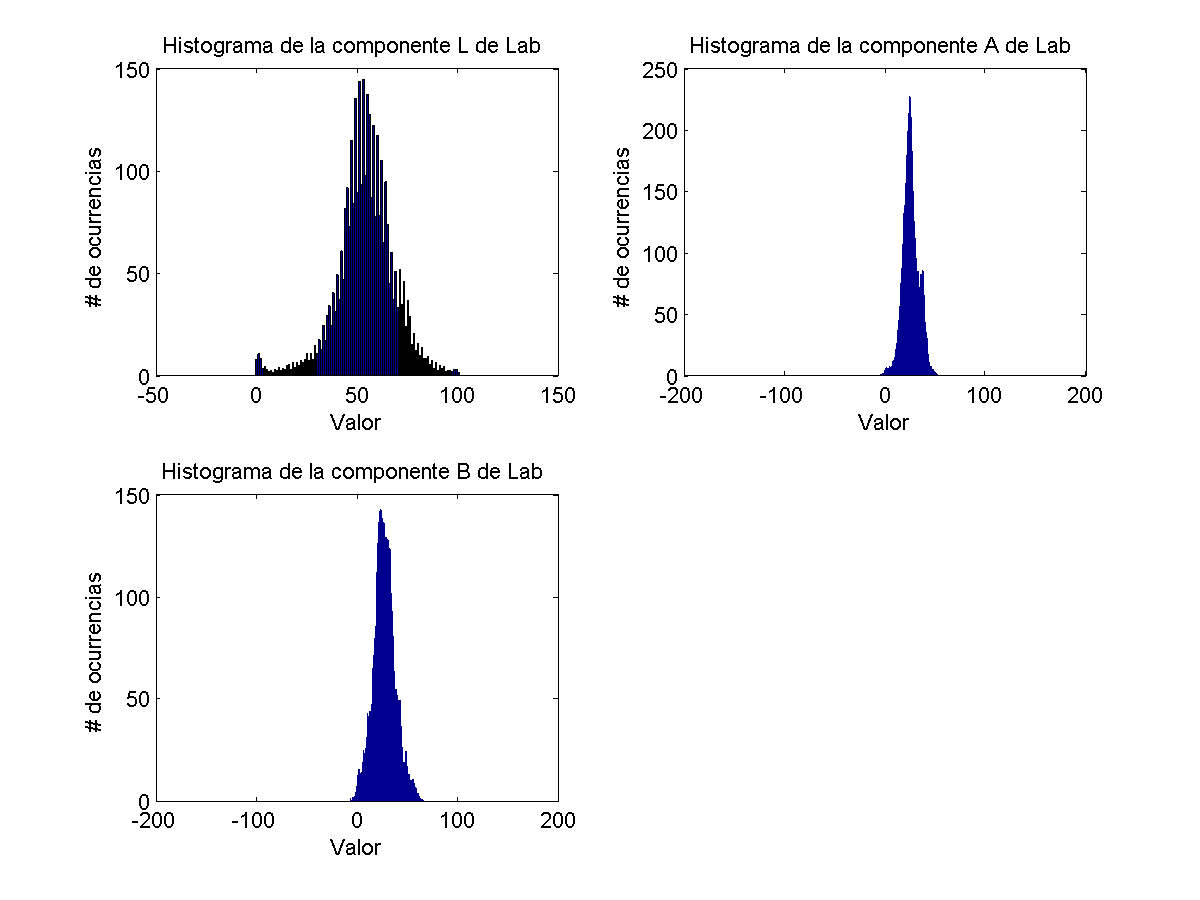 Histograma de la componente L de Lab
150
100
50
0
-50 0 50 100 150
# de ocurrencias
Valor
Histograma de la componente A de Lab
250
200
150
100
50
0
-200 -100 0 100 200
# de ocurrencias
Valor
Histograma de la componente B de Lab
150
100
50
0
-200 -100 0 100 200
# de ocurrencias
Valor